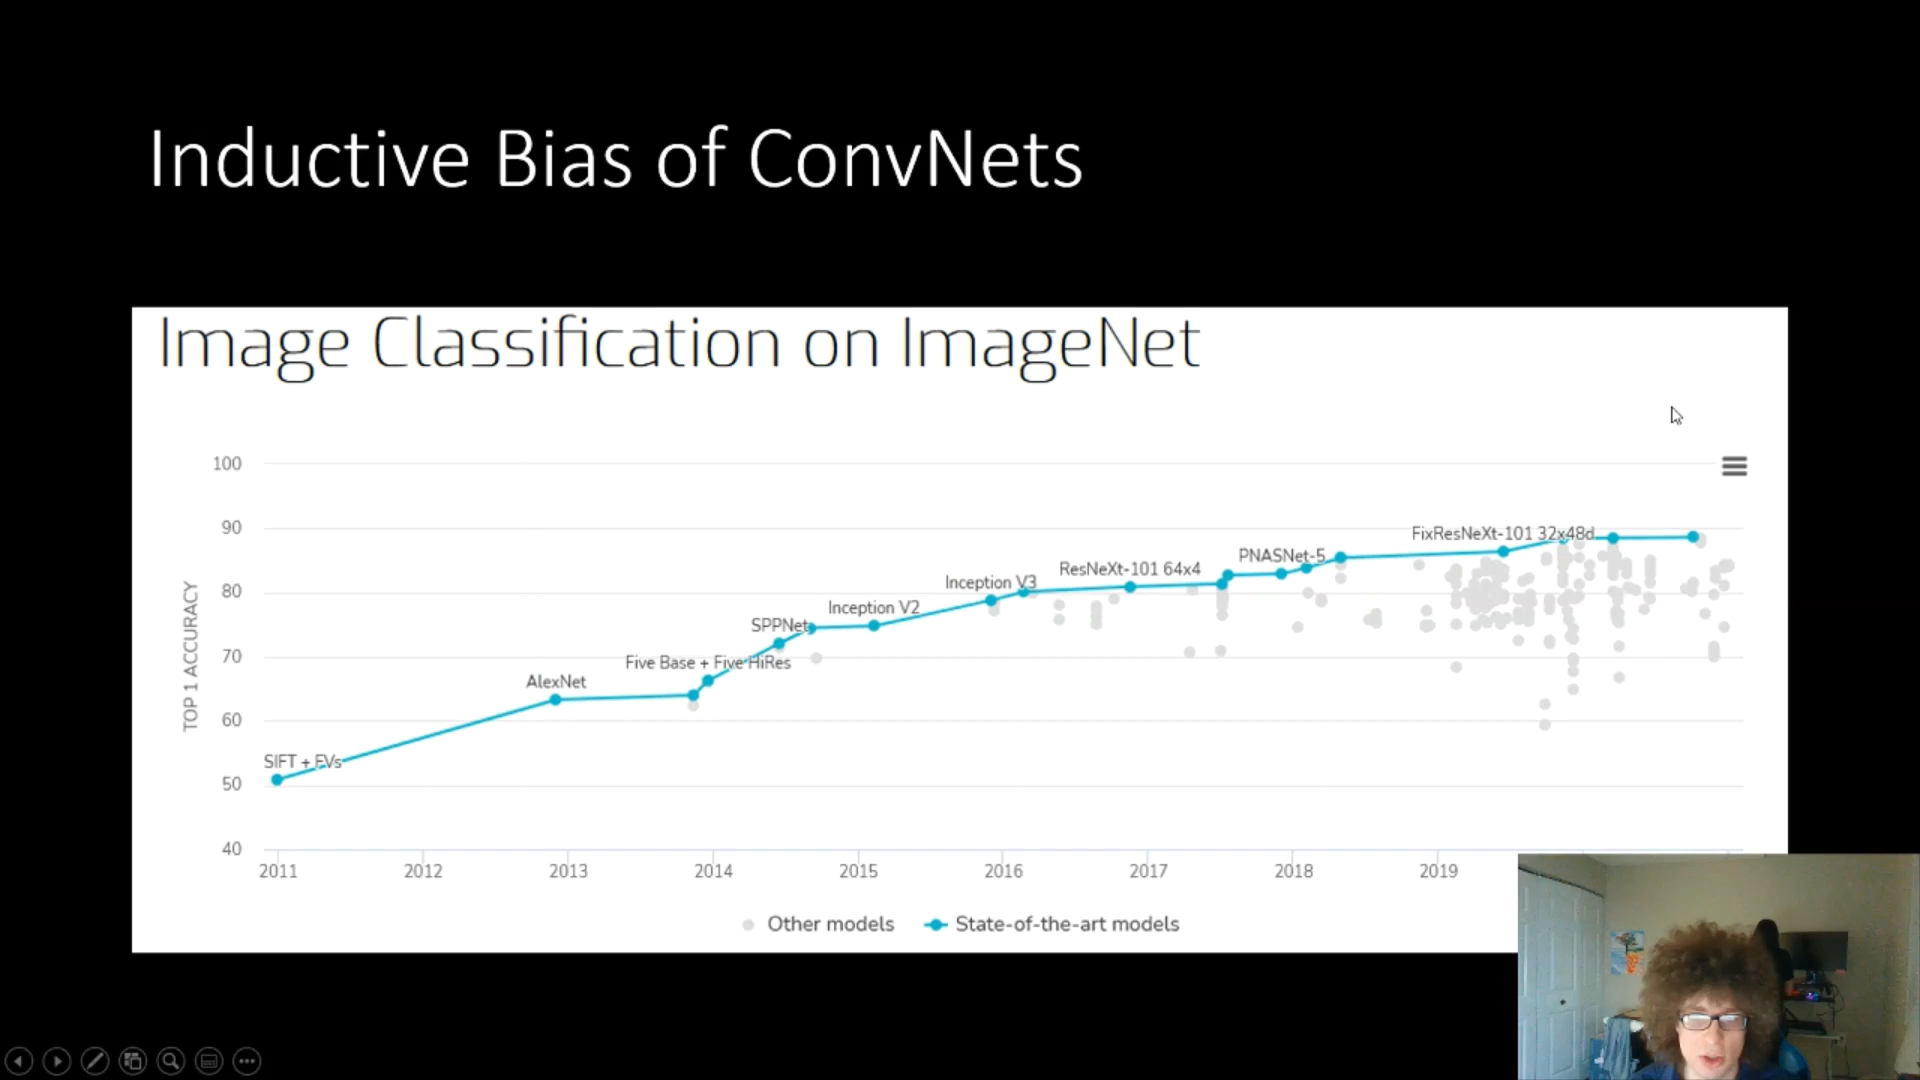 Inductive Bias of ConvNets
Image Classification on ImageNet
100
90
80
70
60
50
40
TOP 1 ACCURACY
SIFT + FVs
AlexNet
Five Base + Five HiRes
SPPNet
Inception V2
Inception V3
ResNeXt-101 64x4
PNASNet-5
FixResNeXt-101 32x48d
2011 2012 2013 2014 2015 2016 2017 2018 2019
Other models State-of-the-art models